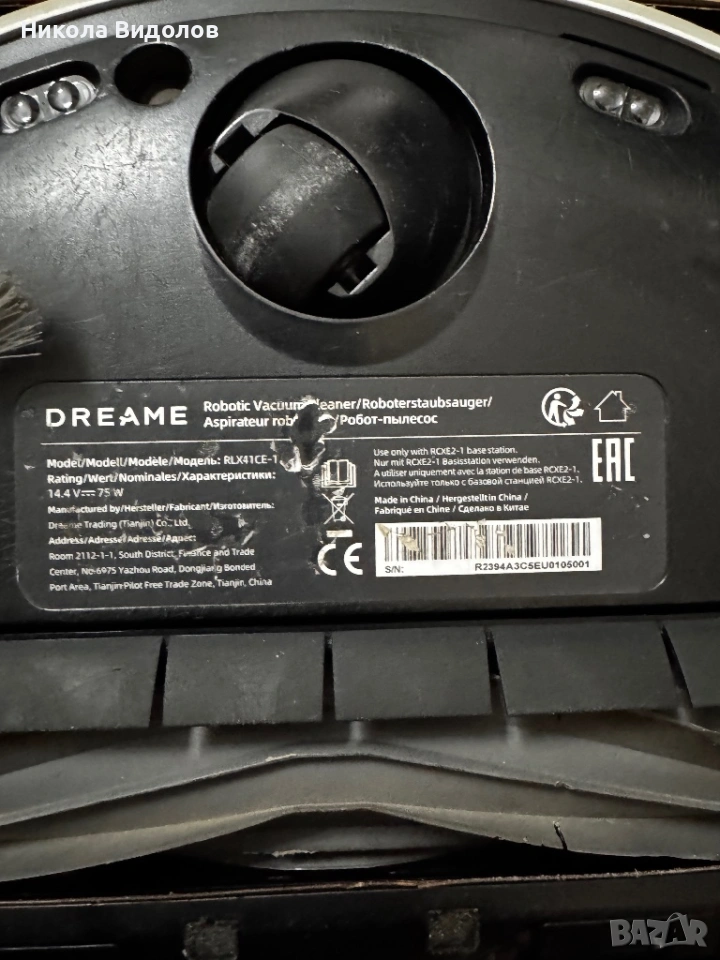 Никола Видолов
DREAME
Robotic Vacuum Cleaner/Roboterstaubsauger/
Aspirateur /Робот-пылесос
Model/Modell/Modèle/Модель: RLX41CE-1
Rating/Wert/Nominales/Характеристики:
14.4 V 75 W
Manufactured by/Hersteller/Fabricant/Изготовитель:
Dreame Trading (Tianjin) Co., Ltd.
Address/Adresse/Adresse/Адрес:
Room 2112-1-1, South District, Finance and Trade
Center, No·6975 Yazhou Road, Dongjiang Bonded
Port Area, Tianjin Pilot Free Trade Zone, Tianjin, China
Use only with RCXE2-1 base station.
Nur mit RCXE2-1 Basisstation verwenden.
A utiliser uniquement avec la station de base RCXE2-1.
Используйте только с базовой станцией RCXE2-1.
Made in China / Hergestellt in China /
Fabriqué en Chine / Сделано в Китае
CE
EAC
S/N: R2394A3C5EU0105001
BAZAR